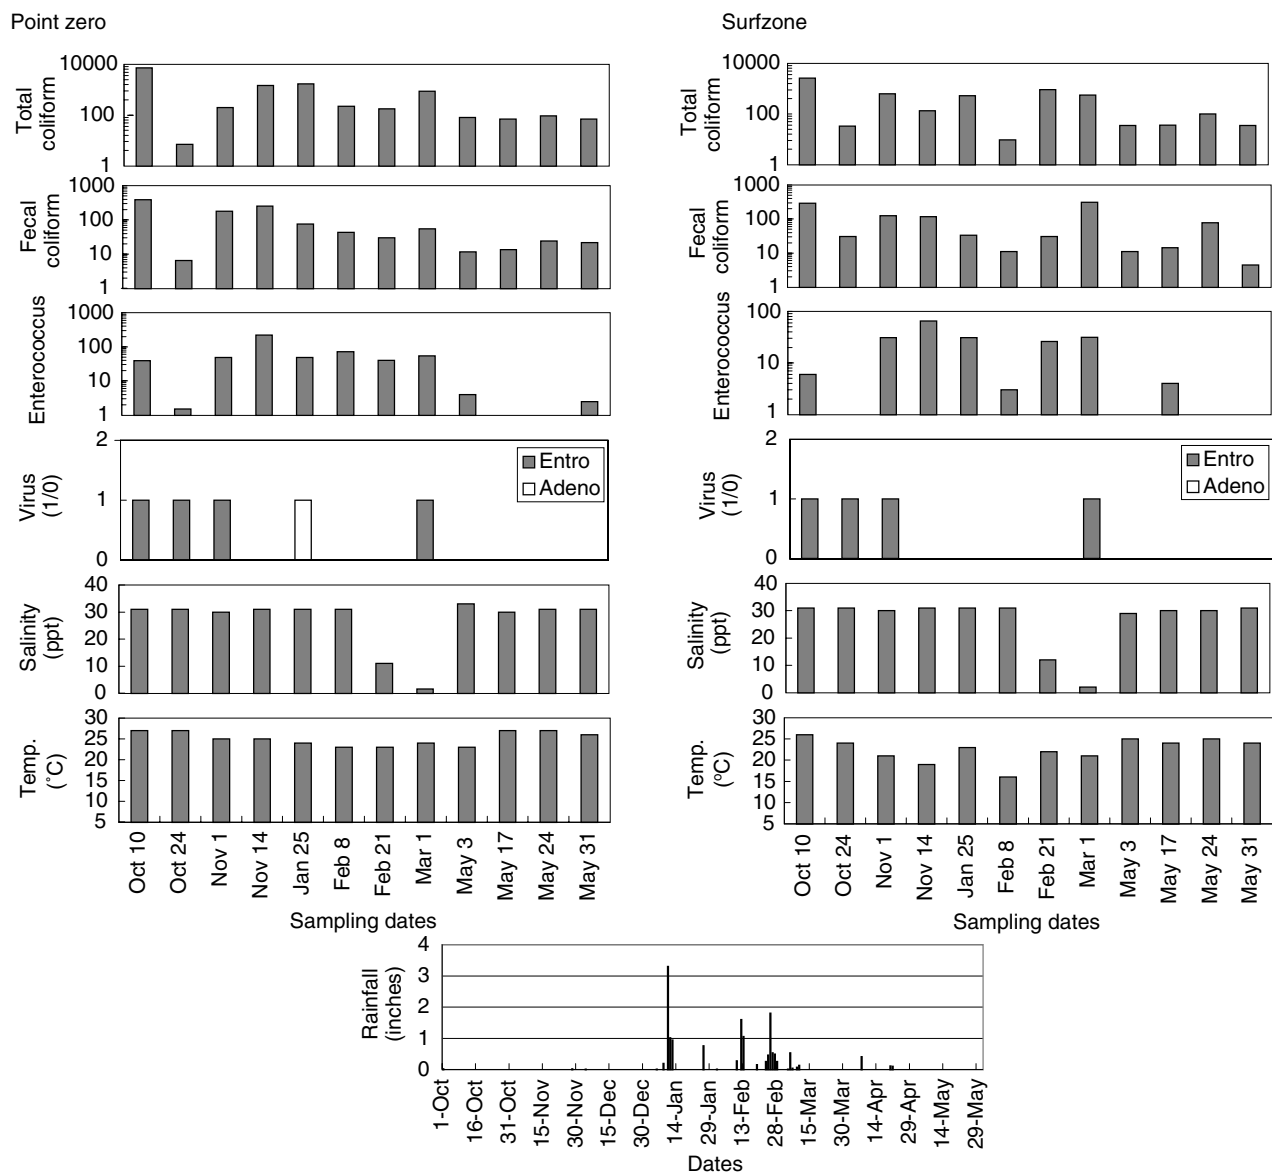 Point zero
Total
coliform
10000
100
1
Fecal
coliform
1000
100
10
1
Enterococcus
1000
100
10
1
Virus
(1/0)
2
1
0
Entro
Adeno
Salinity
(ppt)
40
30
20
10
0
Temp.
(°C)
30
25
20
15
10
5
Oct 10
Oct 24
Nov 1
Nov 14
Jan 25
Feb 8
Feb 21
Mar 1
May 3
May 17
May 24
May 31
Sampling dates
Surfzone
Total
coliform
10000
100
1
Fecal
coliform
1000
100
10
1
Enterococcus
100
10
1
Virus
(1/0)
2
1
0
Entro
Adeno
Salinity
(ppt)
40
30
20
10
0
Temp.
(°C)
30
25
20
15
10
5
Oct 10
Oct 24
Nov 1
Nov 14
Jan 25
Feb 8
Feb 21
Mar 1
May 3
May 17
May 24
May 31
Sampling dates
Rainfall
(inches)
4
3
2
1
0
1-Oct
16-Oct
31-Oct
15-Nov
30-Nov
15-Dec
30-Dec
14-Jan
29-Jan
13-Feb
28-Feb
15-Mar
30-Mar
14-Apr
29-Apr
14-May
29-May
Dates